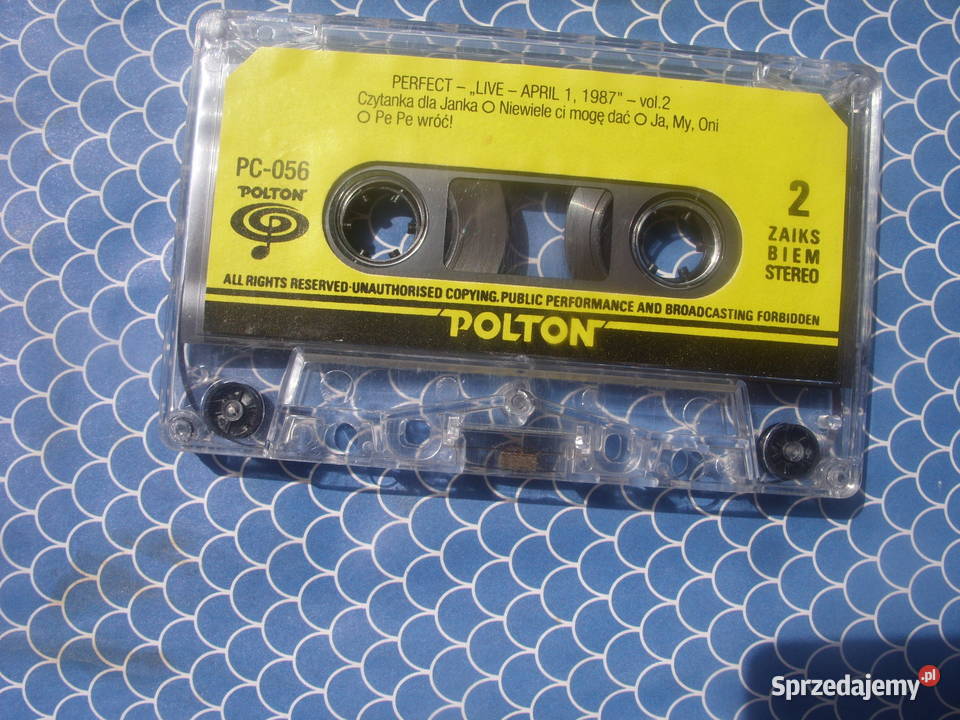 PERFECT – „LIVE – APRIL 1, 1987” – vol.2
Czytanka dla Janka O Niewiele ci mogę dać O Ja, My, Oni
O Pe Pe wróć!
PC-056
POLTON
2
ZAIKS
BIEM
STEREO
ALL RIGHTS RESERVED·UNAUTHORISED COPYING.PUBLIC PERFORMANCE AND BROADCASTING FORBIDDEN
POLTON
Sprzedajemy.pl